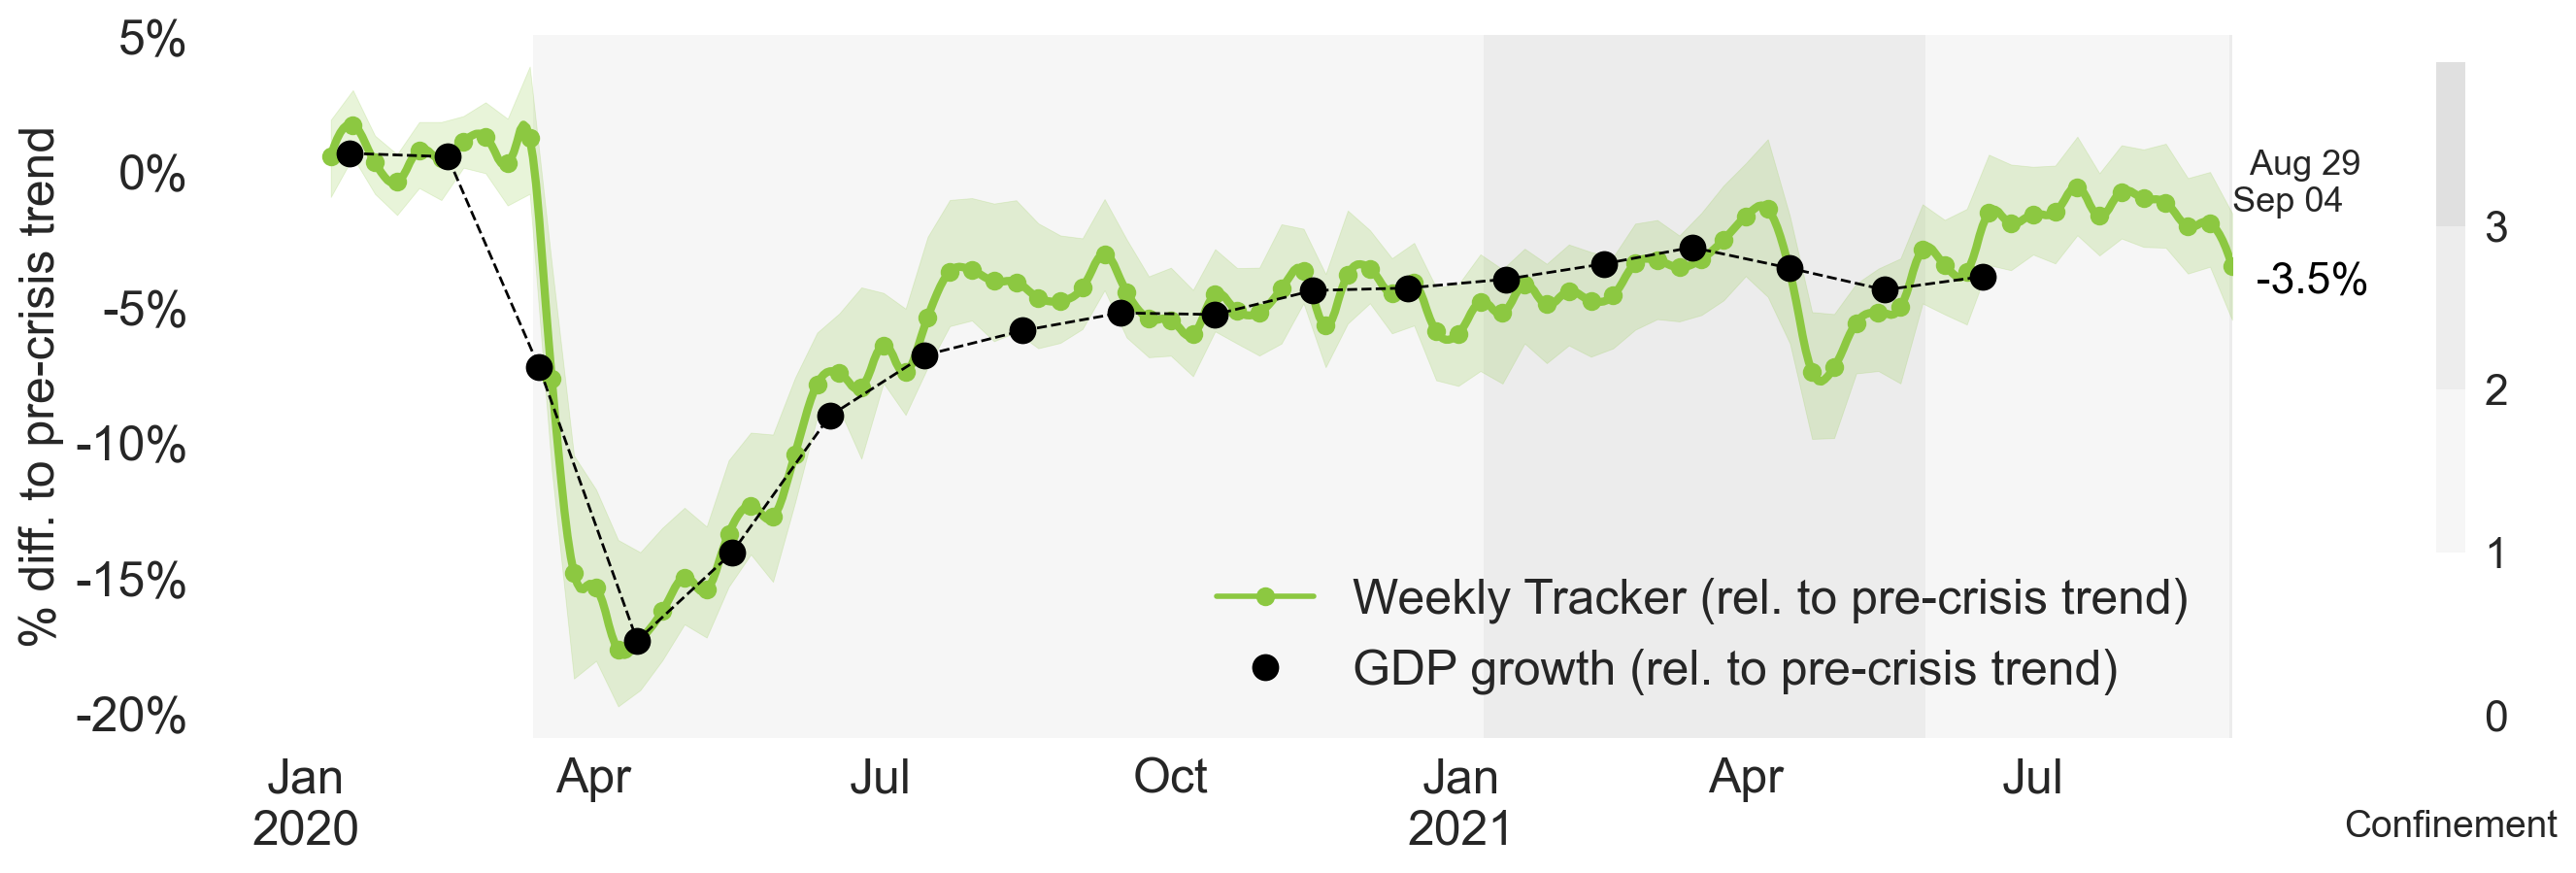 % diff. to pre-crisis trend
5%
0%
-5%
-10%
-15%
-20%
Jan
2020
Apr
Jul
Oct
Jan
2021
Apr
Jul
Weekly Tracker (rel. to pre-crisis trend)
GDP growth (rel. to pre-crisis trend)
Aug 29
Sep 04
-3.5%
3
2
1
0
Confinement